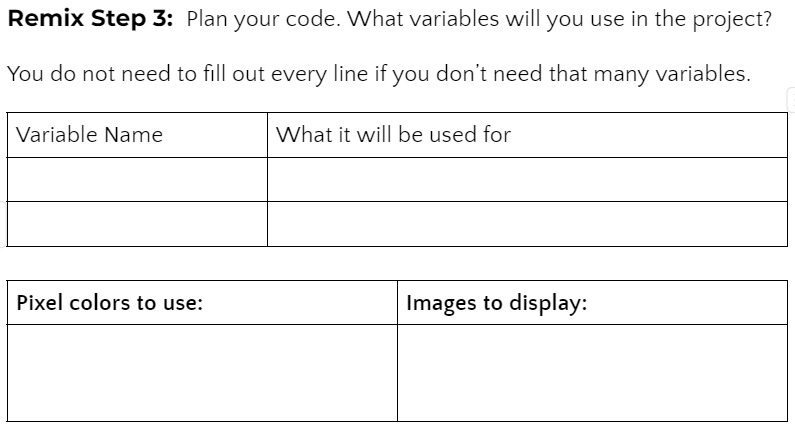 Remix Step 3: Plan your code. What variables will you use in the project?
You do not need to fill out every line if you don't need that many variables.
Variable Name
What it will be used for
Pixel colors to use:
Images to display: